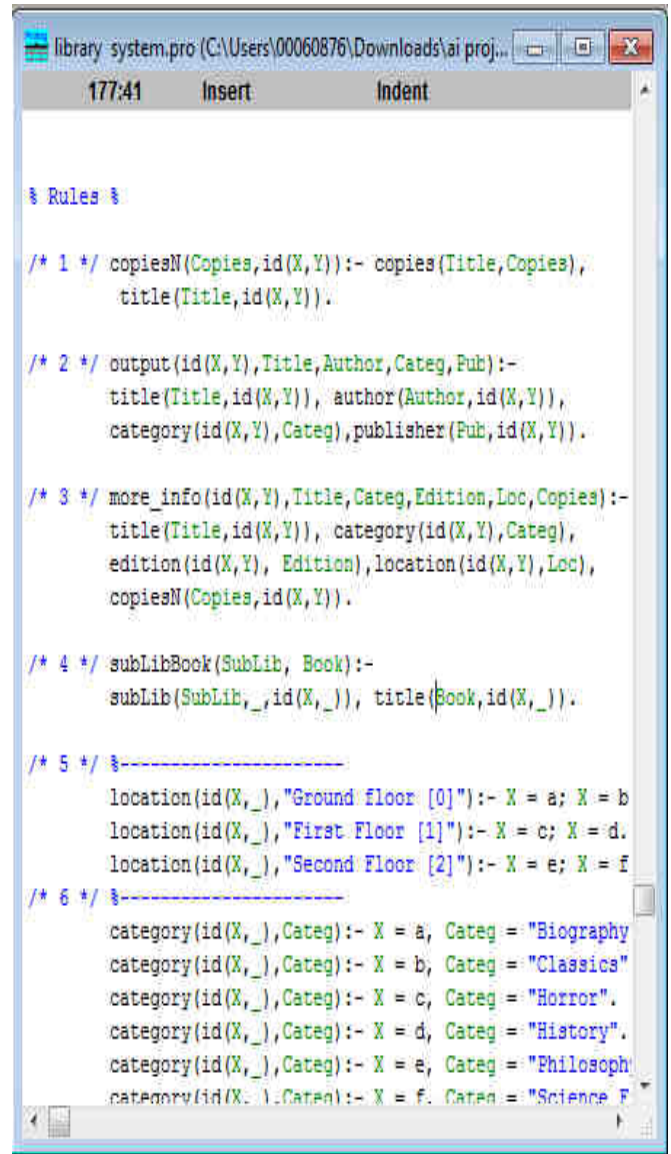 library system.pro (C:\Users\00060876\Downloads\ai proj...
177:41 Insert Indent
% Rules %
/* 1 */ copiesN(Copies,id(X,Y)):- copies(Title,Copies),
title(Title,id(X,Y)).
/* 2 */ output(id(X,Y),Title,Author,Categ,Pub):-
title(Title,id(X,Y)), author(Author,id(X,Y)),
category(id(X,Y),Categ),publisher(Pub,id(X,Y)).
/* 3 */ more_info(id(X,Y),Title,Categ,Edition,Loc,Copies):-
title(Title,id(X,Y)), category(id(X,Y),Categ),
edition(id(X,Y), Edition),location(id(X,Y),Loc),
copiesN(Copies,id(X,Y)).
/* 4 */ subLibBook(SubLib, Book):-
subLib(SubLib,_,id(X,_)), title(Book,id(X,_)).
/* 5 */ %----------------------
location(id(X,_),"Ground floor [0]"):- X = a; X = b
location(id(X,_),"First Floor [1]"):- X = c; X = d.
location(id(X,_),"Second Floor [2]"):- X = e; X = f
/* 6 */ %----------------------
category(id(X,_),Categ):- X = a, Categ = "Biography
category(id(X,_),Categ):- X = b, Categ = "Classics"
category(id(X,_),Categ):- X = c, Categ = "Horror".
category(id(X,_),Categ):- X = d, Categ = "History".
category(id(X,_),Categ):- X = e, Categ = "Philosoph
category(id(X,_),Categ):- X = f, Categ = "Science F